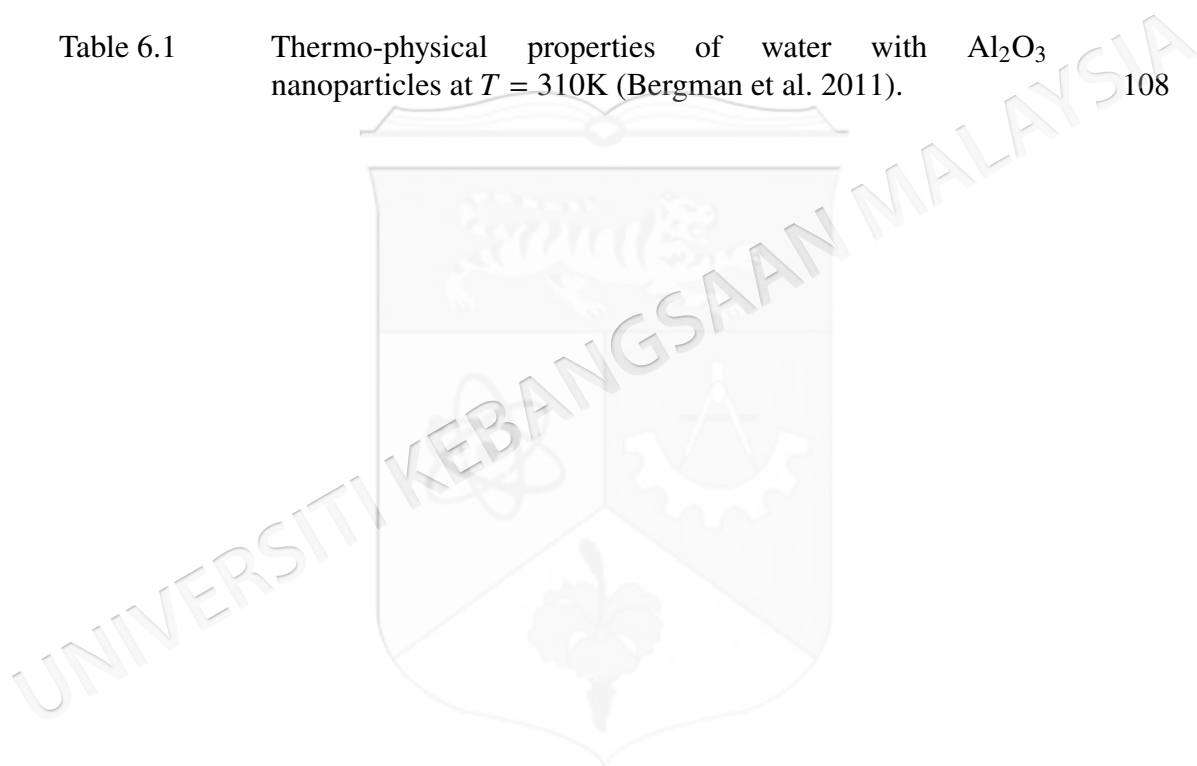 Table 6.1 Thermo-physical properties of water with Al₂O₃
nanoparticles at T = 310K (Bergman et al. 2011). 108
UNIVERSITI KEBANGSAAN MALAYSIA